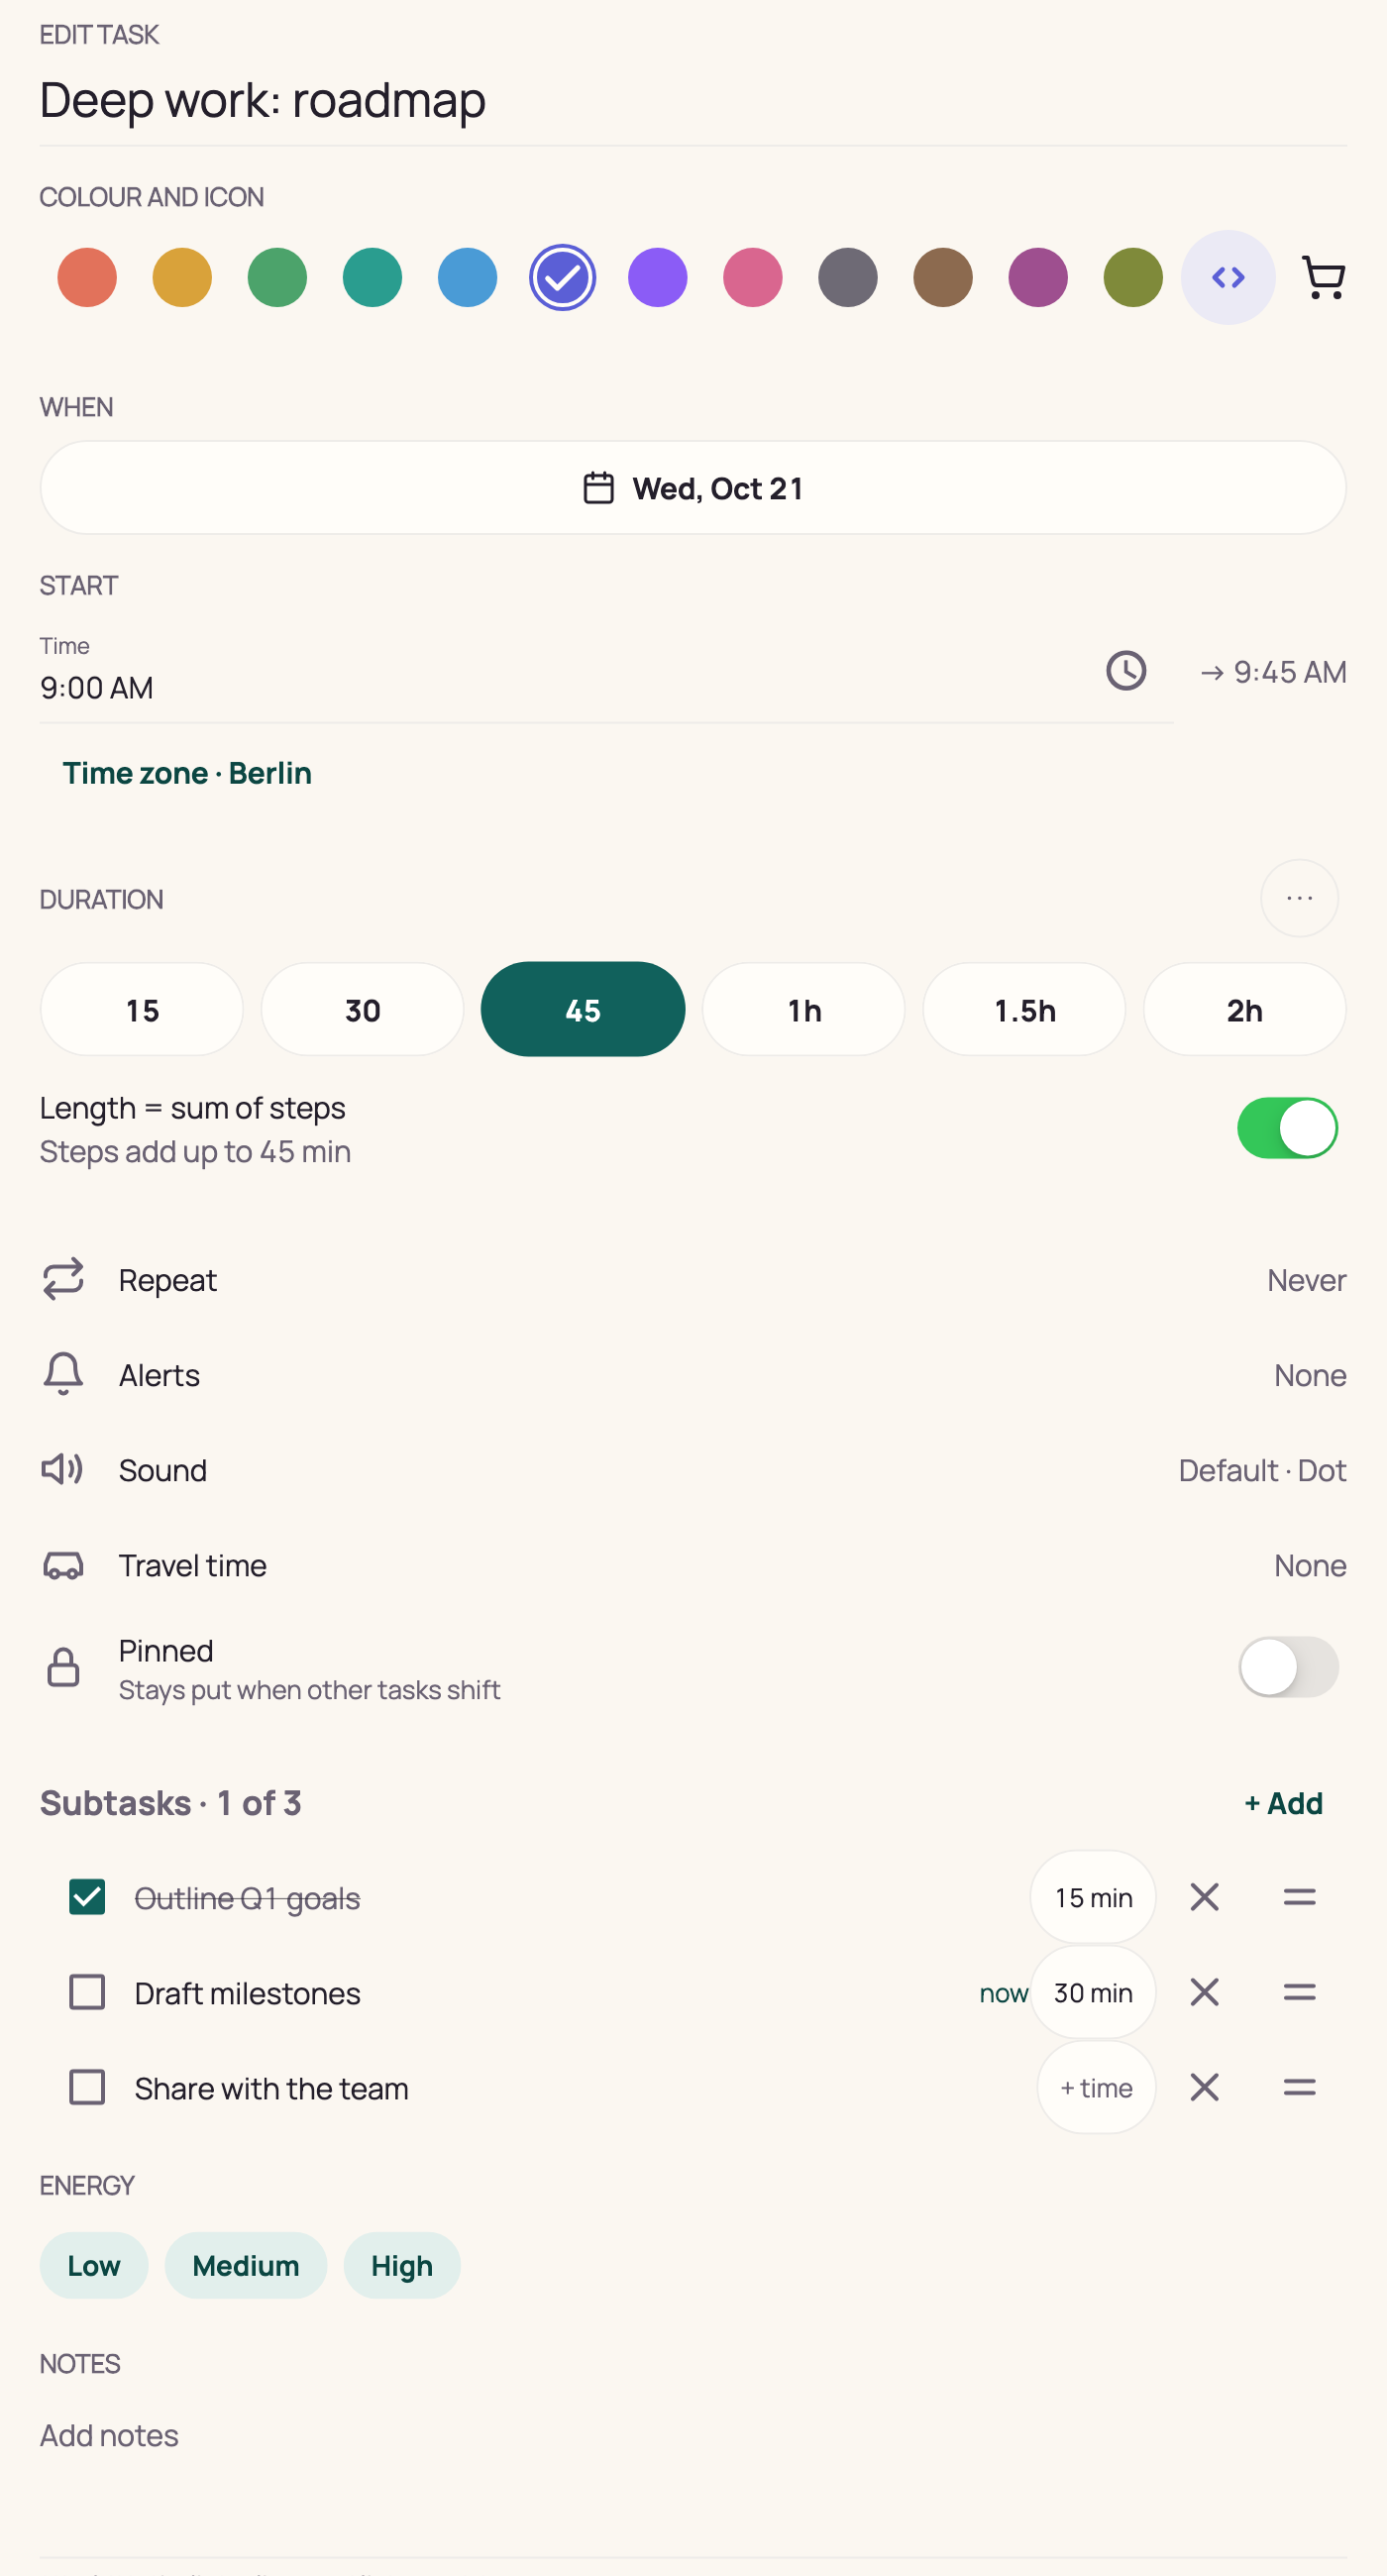 EDIT TASK
Deep work: roadmap
COLOUR AND ICON
WHEN
Wed, Oct 21
START
Time
9:00 AM
→ 9:45 AM
Time zone · Berlin
DURATION
...
15 30 45 1h 1.5h 2h
Length = sum of steps
Steps add up to 45 min
Repeat Never
Alerts None
Sound Default · Dot
Travel time None
Pinned
Stays put when other tasks shift
Subtasks · 1 of 3 + Add
Outline Q1 goals 15 min
Draft milestones now 30 min
Share with the team + time
ENERGY
Low Medium High
NOTES
Add notes